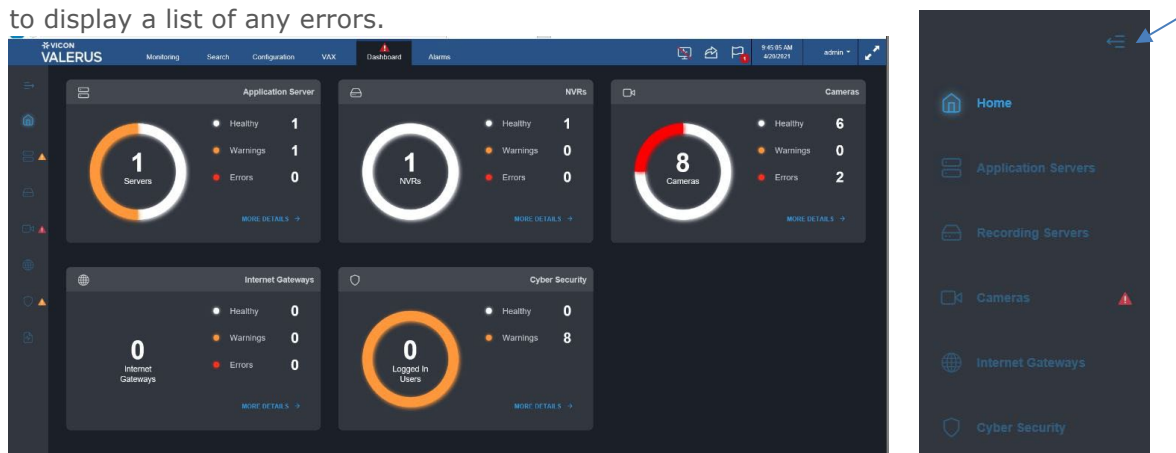 to display a list of any errors.
VICON
VALERUS
Monitoring Search Configuration VAX Dashboard Alarms
1
9:45:05 AM
4/20/2021
admin
Application Server
1
Servers
Healthy 1
Warnings 1
Errors 0
MORE DETAILS →
NVRs
1
NVRs
Healthy 1
Warnings 0
Errors 0
MORE DETAILS →
Cameras
8
Cameras
Healthy 6
Warnings 0
Errors 2
MORE DETAILS →
Internet Gateways
0
Internet
Gateways
Healthy 0
Warnings 0
Errors 0
MORE DETAILS →
Cyber Security
0
Logged In
Users
Healthy 0
Warnings 8
MORE DETAILS →
Home
Application Servers
Recording Servers
Cameras
Internet Gateways
Cyber Security